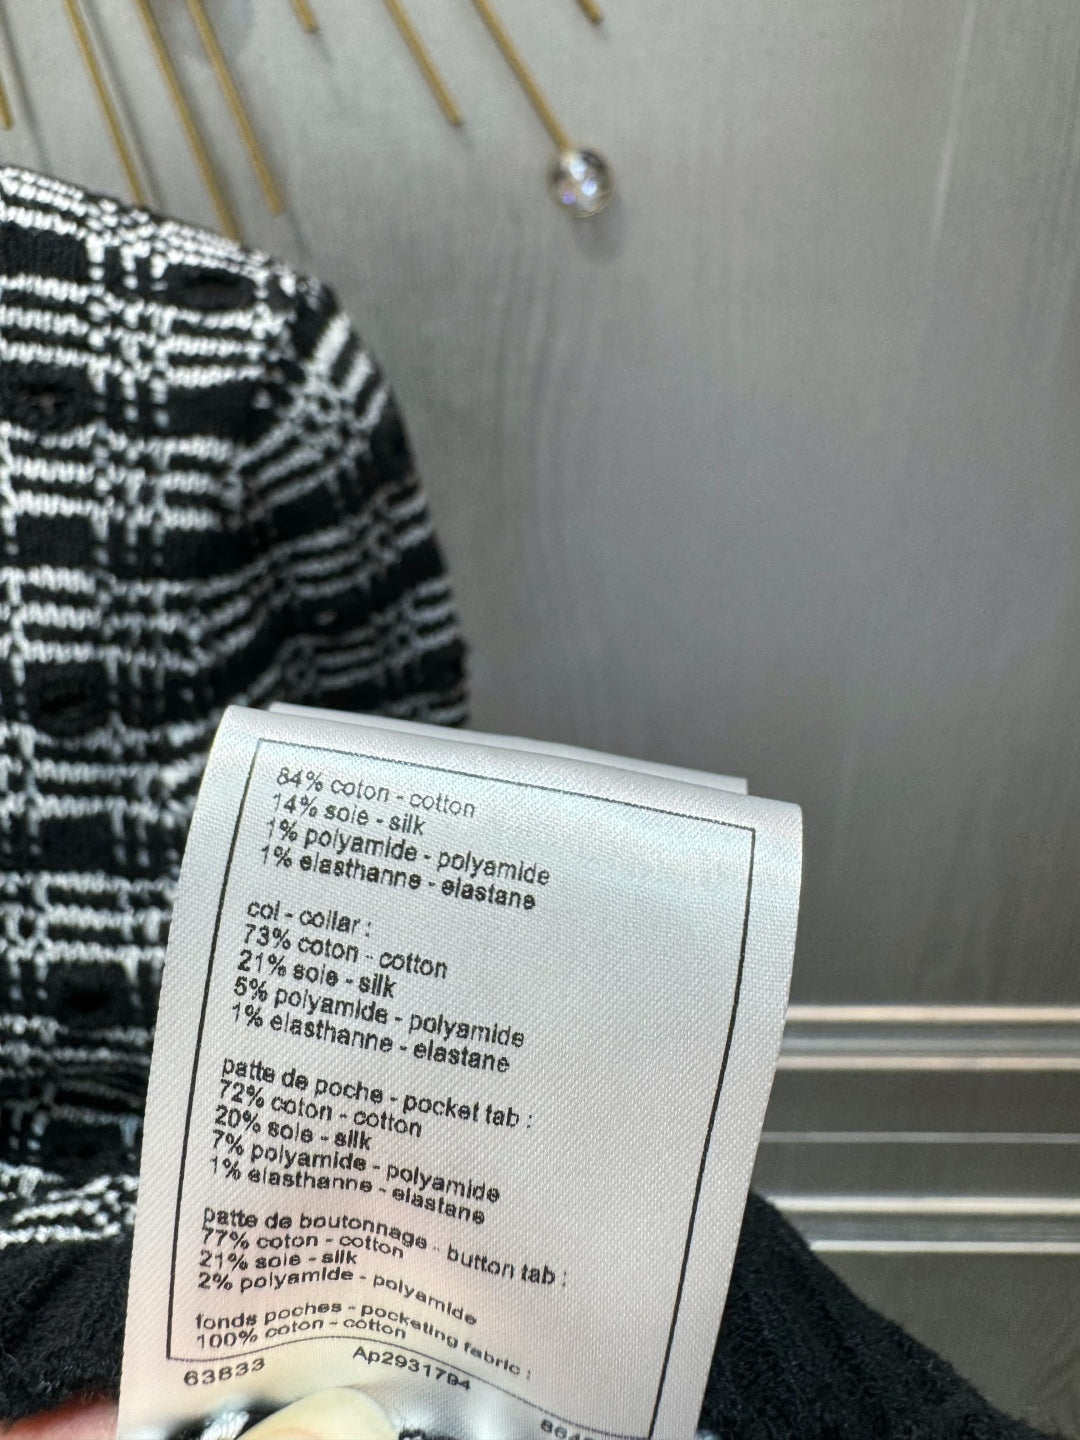 84% coton - cotton
14% soie - silk
1% polyamide - polyamide
1% elasthanne - elastane
col - collar :
73% coton - cotton
21% soie - silk
5% polyamide - polyamide
1% elasthanne - elastane
patte de poche - pocket tab :
72% coton - cotton
20% soie - silk
7% polyamide - polyamide
1% elasthanne - elastane
patte de boutonnage - button tab :
77% coton - cotton
21% soie - silk
2% polyamide - polyamide
fonds poches - pocketing fabric :
100% coton - cotton
63833 Ap2931794